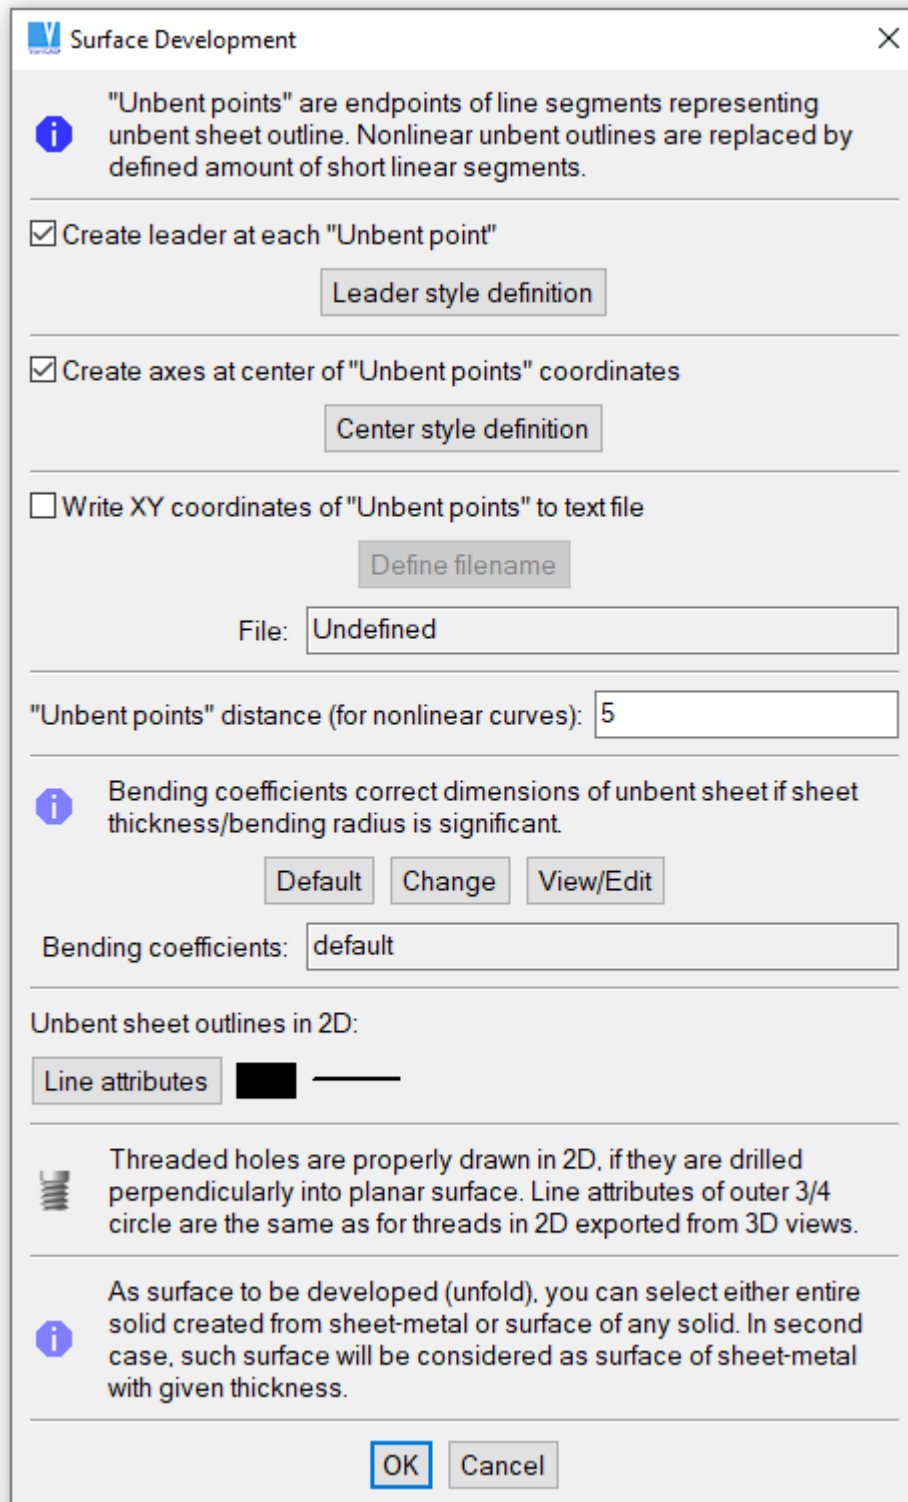 Surface Development
"Unbent points" are endpoints of line segments representing
unbent sheet outline. Nonlinear unbent outlines are replaced by
defined amount of short linear segments.
Create leader at each "Unbent point"
Leader style definition
Create axes at center of "Unbent points" coordinates
Center style definition
Write XY coordinates of "Unbent points" to text file
Define filename
File: Undefined
"Unbent points" distance (for nonlinear curves): 5
Bending coefficients correct dimensions of unbent sheet if sheet
thickness/bending radius is significant.
Default Change View/Edit
Bending coefficients: default
Unbent sheet outlines in 2D:
Line attributes
Threaded holes are properly drawn in 2D, if they are drilled
perpendicularly into planar surface. Line attributes of outer 3/4
circle are the same as for threads in 2D exported from 3D views.
As surface to be developed (unfold), you can select either entire
solid created from sheet-metal or surface of any solid. In second
case, such surface will be considered as surface of sheet-metal
with given thickness.
OK Cancel